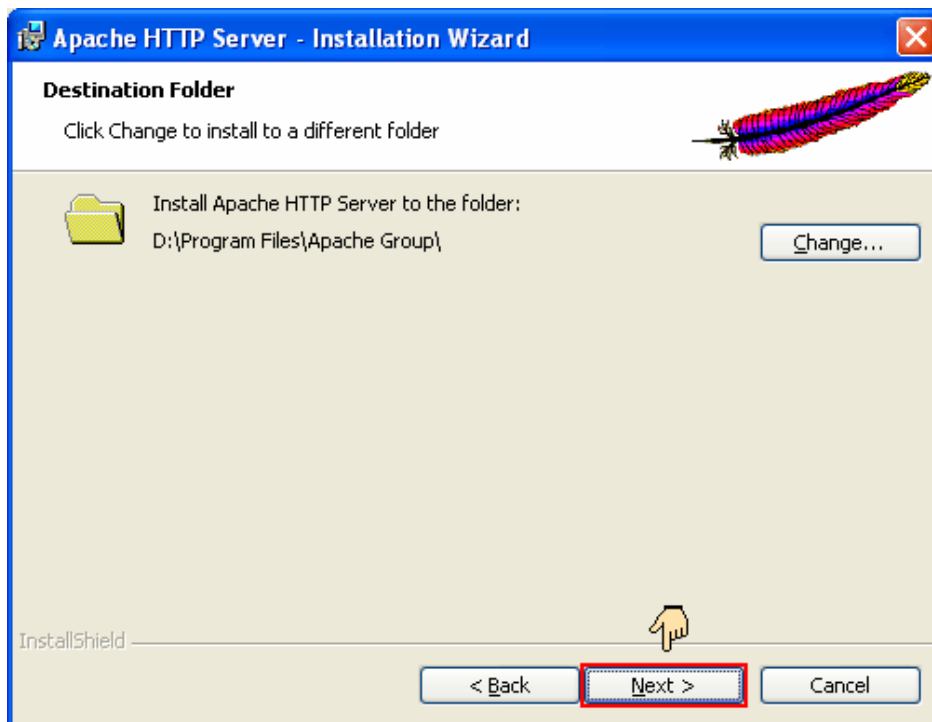 Apache HTTP Server - Installation Wizard
Destination Folder
Click Change to install to a different folder
Install Apache HTTP Server to the folder:
D:\Program Files\Apache Group\
Change...
InstallShield
< Back
Next >
Cancel